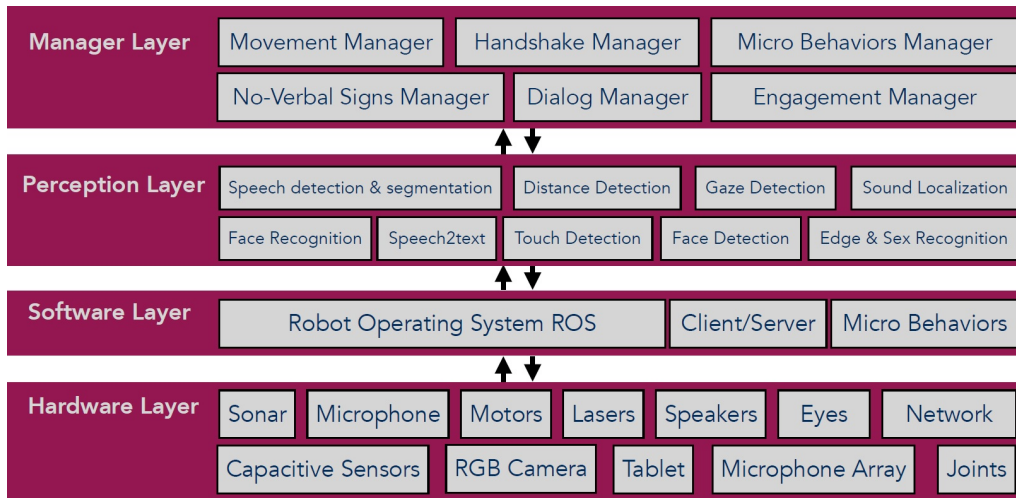 Manager Layer
Movement Manager
Handshake Manager
Micro Behaviors Manager
No-Verbal Signs Manager
Dialog Manager
Engagement Manager
Perception Layer
Speech detection & segmentation
Distance Detection
Gaze Detection
Sound Localization
Face Recognition
Speech2text
Touch Detection
Face Detection
Edge & Sex Recognition
Software Layer
Robot Operating System ROS
Client/Server
Micro Behaviors
Hardware Layer
Sonar
Microphone
Motors
Lasers
Speakers
Eyes
Network
Capacitive Sensors
RGB Camera
Tablet
Microphone Array
Joints